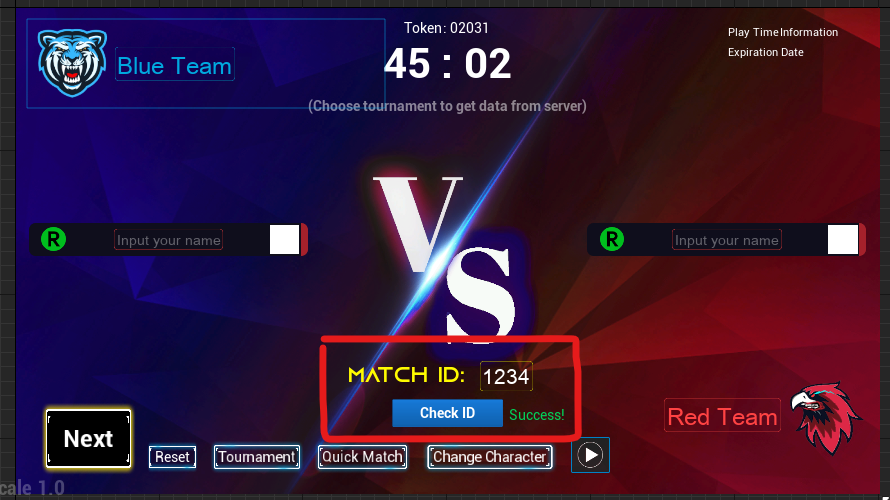 Token: 02031
Play Time Information
45 : 02
Expiration Date
Blue Team
(Choose tournament to get data from server)
VS
R
Input your name
R
Input your name
MATCH ID: 1234
Check ID
Success!
Red Team
Next
Reset
Tournament
Quick Match
Change Character
cale 1.0